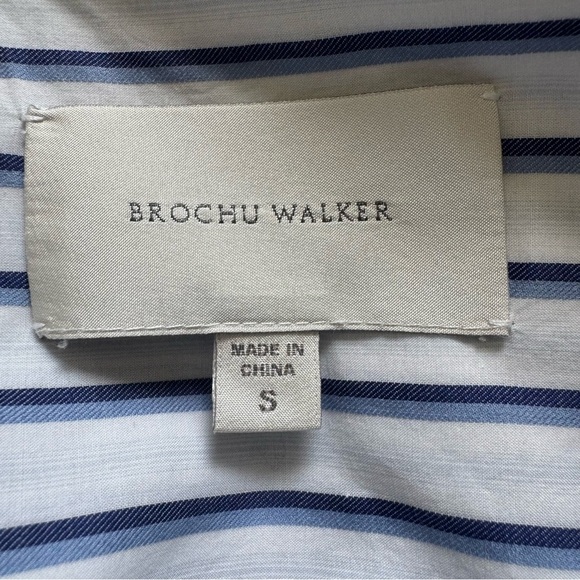 BROCHU WALKER
MADE IN
CHINA
S